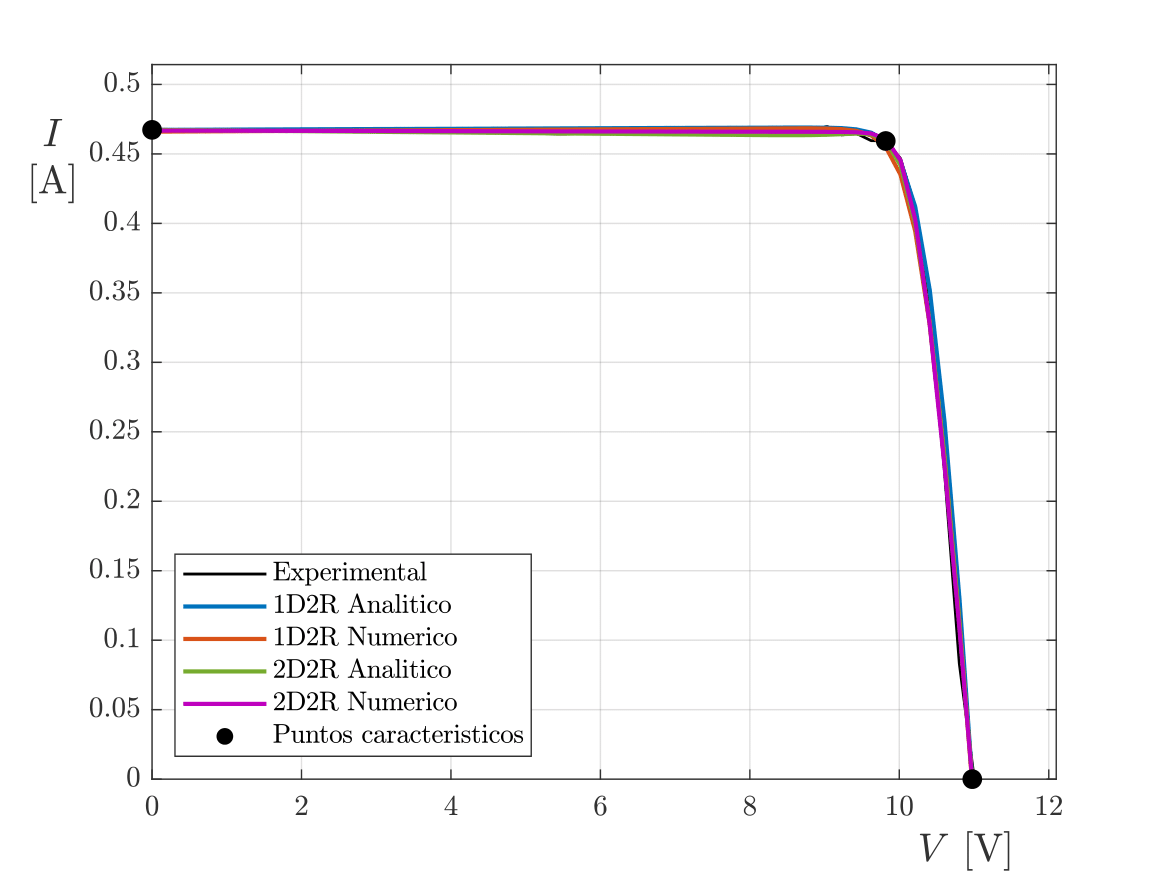 0.5
I
[A]
0.45
0.4
0.35
0.3
0.25
0.2
0.15
0.1
0.05
0
Experimental
1D2R Analitico
1D2R Numerico
2D2R Analitico
2D2R Numerico
Puntos caracteristicos
0 2 4 6 8 10 12
V [V]